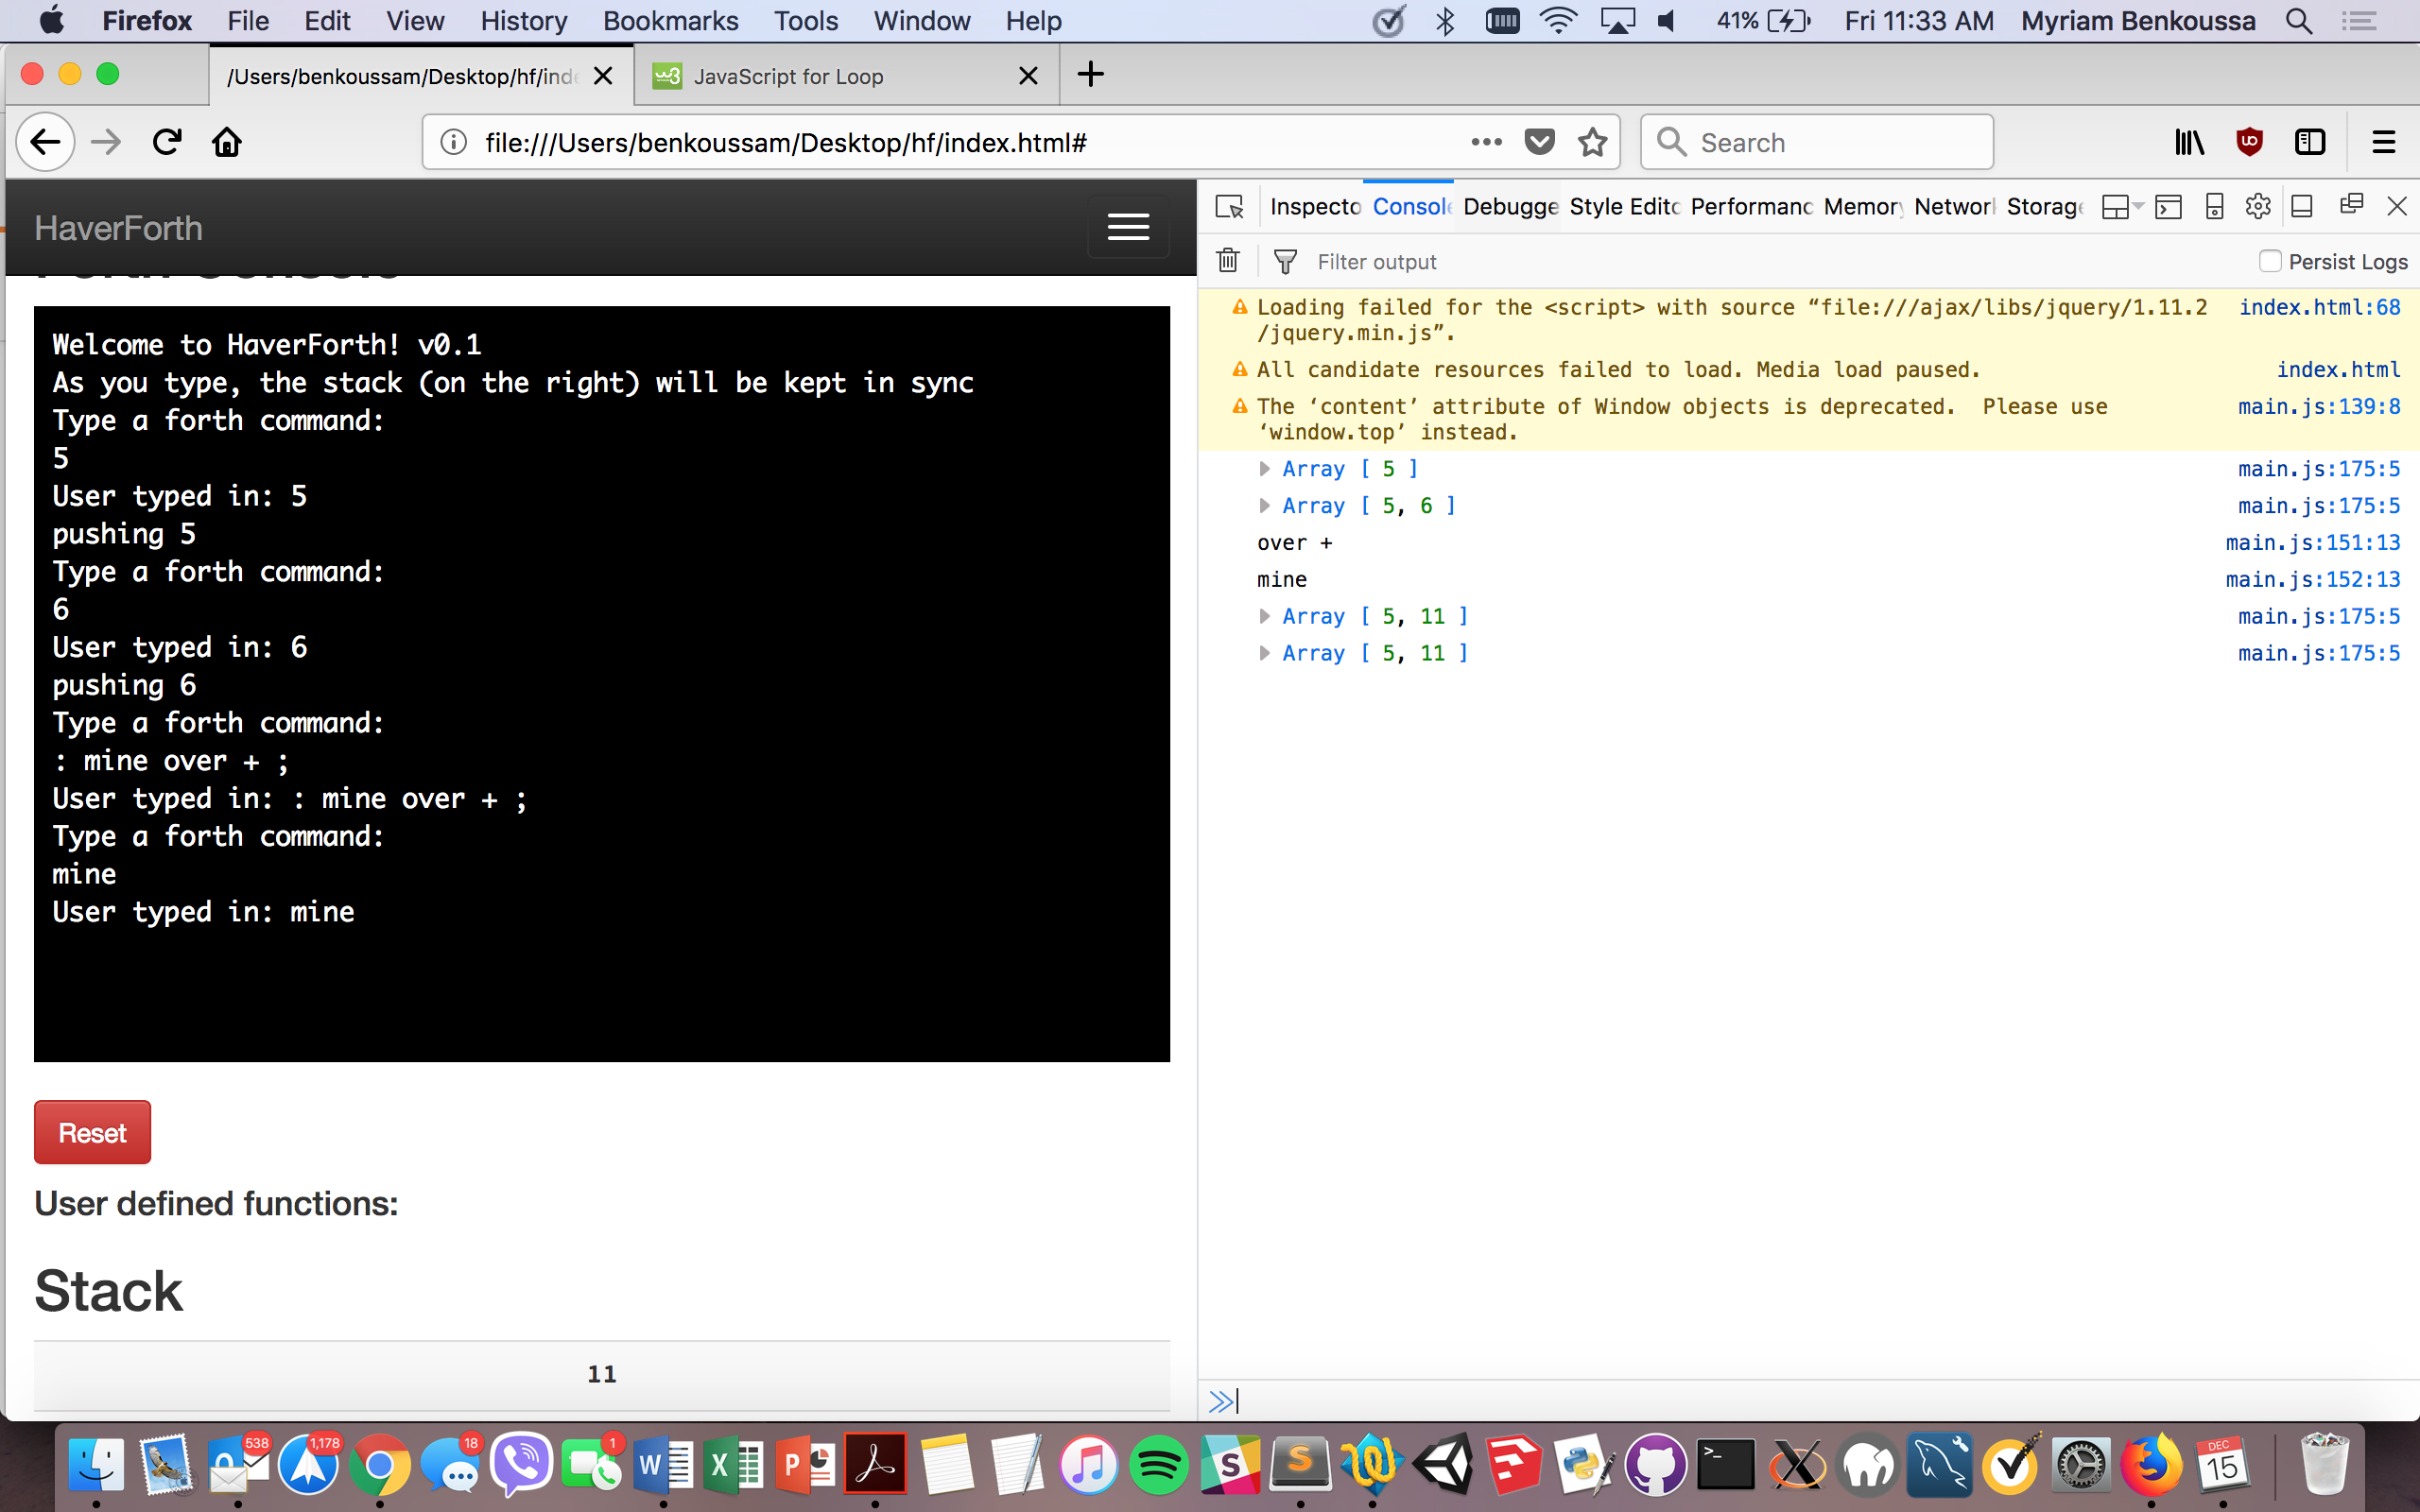 Firefox File Edit View History Bookmarks Tools Window Help 41% Fri 11:33 AM Myriam Benkoussa
/Users/benkoussam/Desktop/hf/inde JavaScript for Loop
file:///Users/benkoussam/Desktop/hf/index.html# Search
HaverForth
Welcome to HaverForth! v0.1
As you type, the stack (on the right) will be kept in sync
Type a forth command:
5
User typed in: 5
pushing 5
Type a forth command:
6
User typed in: 6
pushing 6
Type a forth command:
: mine over + ;
User typed in: : mine over + ;
Type a forth command:
mine
User typed in: mine
Reset
User defined functions:
Stack
11
Inspecto Console Debugge Style Edito Performanc Memory Network Storage
Filter output Persist Logs
Loading failed for the <script> with source “file:///ajax/libs/jquery/1.11.2 index.html:68
/jquery.min.js”.
All candidate resources failed to load. Media load paused. index.html
The ‘content’ attribute of Window objects is deprecated. Please use main.js:139:8
‘window.top’ instead.
Array [ 5 ] main.js:175:5
Array [ 5, 6 ] main.js:175:5
over + main.js:151:13
mine main.js:152:13
Array [ 5, 11 ] main.js:175:5
Array [ 5, 11 ] main.js:175:5
538 1,178 18 1 DEC
15